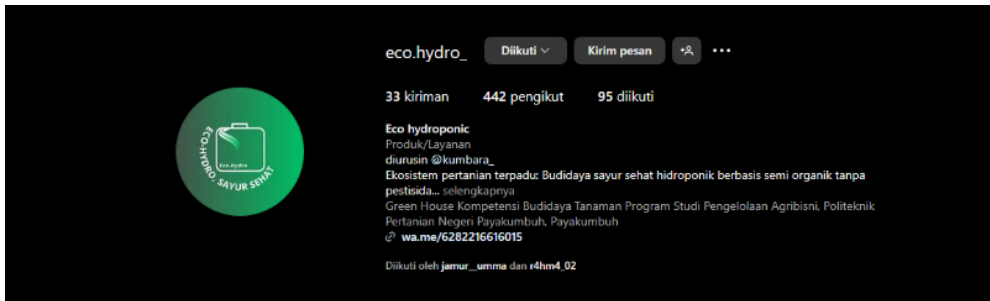 eco.hydro_ Diikuti Kirim pesan
33 kiriman 442 pengikut 95 diikuti
Eco hydroponic
Produk/Layanan
diurusin @kumbara_
Ekosistem pertanian terpadu: Budidaya sayur sehat hidroponik berbasis semi organik tanpa
pestisida... selengkapnya
Green House Kompetensi Budidaya Tanaman Program Studi Pengelolaan Agribisni, Politeknik
Pertanian Negeri Payakumbuh, Payakumbuh
wa.me/6282216616015
Diikuti oleh jamur__umma dan r4hm4_02
ECO-HYDRO, SAYUR SEHAT
Eco-Hydro